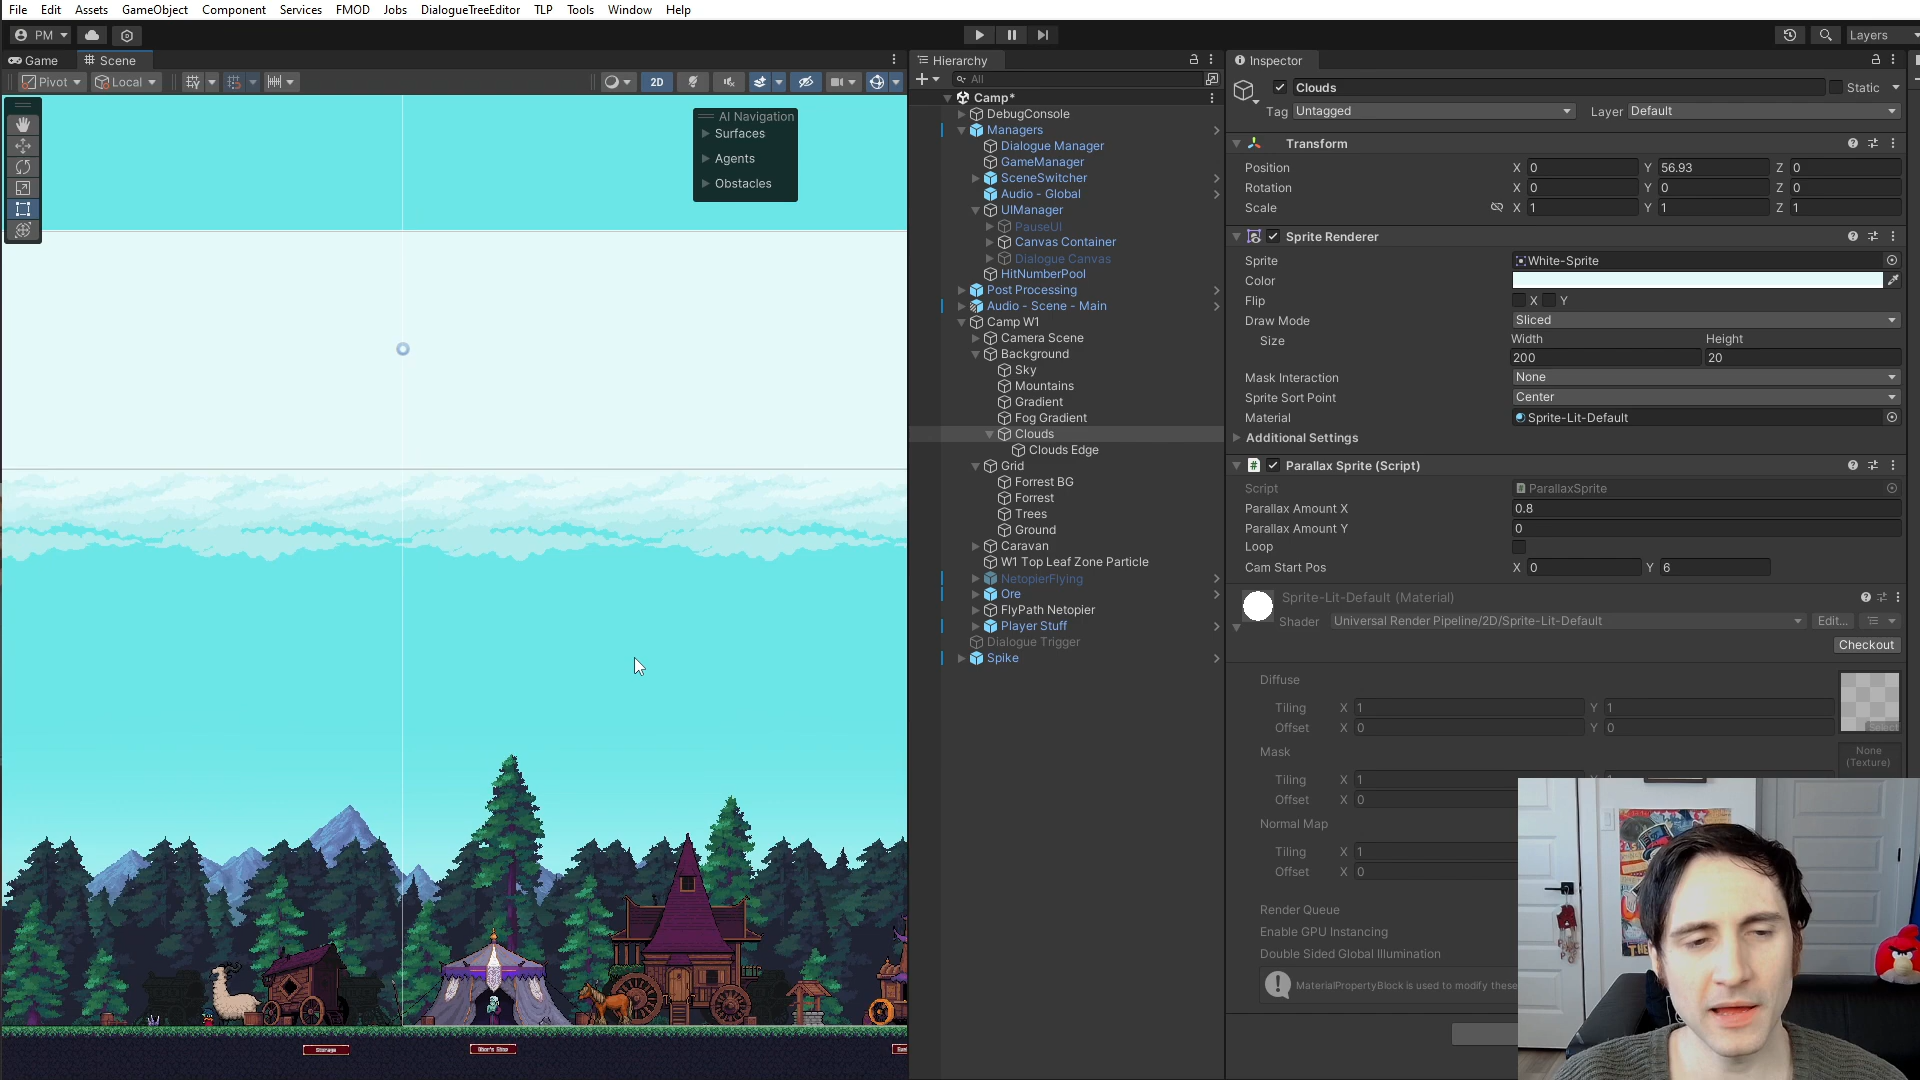 File Edit Assets GameObject Component Services FMOD Jobs DialogueTreeEditor TLP Tools Window Help
PM Layers
Game Scene
Pivot Local 2D
AI Navigation
Surfaces
Agents
Obstacles
Storage
Hierarchy
All
Camp*
DebugConsole
Managers
Dialogue Manager
GameManager
SceneSwitcher
Audio - Global
UIManager
PauseUI
Canvas Container
Dialogue Canvas
HitNumberPool
Post Processing
Audio - Scene - Main
Camp W1
Camera Scene
Background
Sky
Mountains
Gradient
Fog Gradient
Clouds
Clouds Edge
Grid
Forrest BG
Forrest
Trees
Ground
Caravan
W1 Top Leaf Zone Particle
NetopierFlying
Ore
FlyPath Netopier
Player Stuff
Dialogue Trigger
Spike
Inspector
Clouds Static
Tag Untagged Layer Default
Transform
Position X 0 Y 56.93 Z 0
Rotation X 0 Y 0 Z 0
Scale X 1 Y 1 Z 1
Sprite Renderer
Sprite White-Sprite
Color
Flip X Y
Draw Mode Sliced
Size Width Height
200 20
Mask Interaction None
Sprite Sort Point Center
Material Sprite-Lit-Default
Additional Settings
# Parallax Sprite (Script)
Script ParallaxSprite
Parallax Amount X 0.8
Parallax Amount Y 0
Loop
Cam Start Pos X 0 Y 6
Sprite-Lit-Default (Material)
Shader Universal Render Pipeline/2D/Sprite-Lit-Default Edit...
Checkout
Diffuse
Tiling X 1 Y 1
Offset X 0 Y 0
Select
Mask
None
(Texture)
Tiling X 1
Offset X 0
Normal Map
Tiling X 1
Offset X 0
Render Queue
Enable GPU Instancing
Double Sided Global Illumination
MaterialPropertyBlock is used to modify these